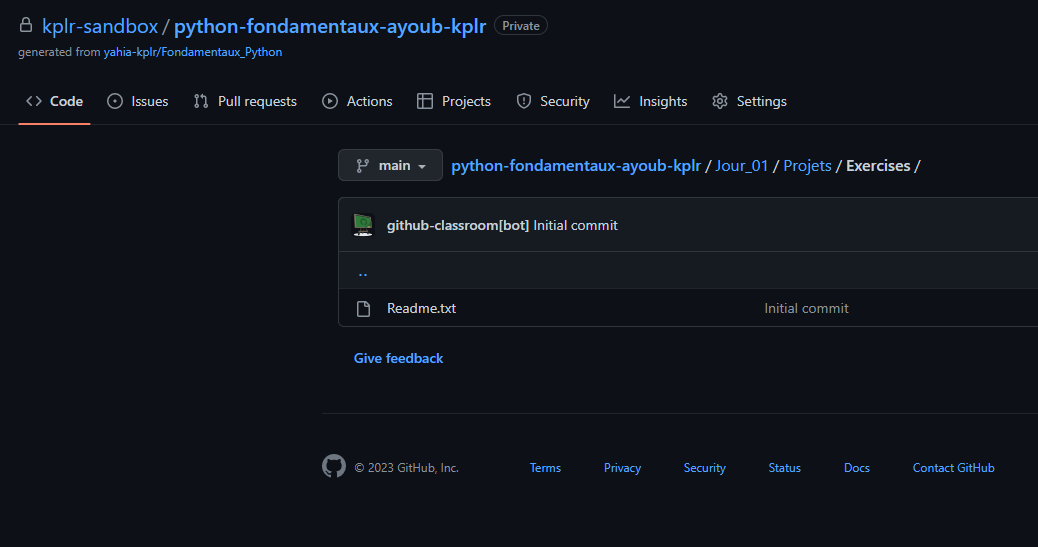 kplr-sandbox / python-fondamentaux-ayoub-kplr Private
generated from yahia-kplr/Fondamentaux_Python
Code Issues Pull requests Actions Projects Security Insights Settings
main python-fondamentaux-ayoub-kplr / Jour_01 / Projets / Exercises /
github-classroom[bot] Initial commit
..
Readme.txt Initial commit
Give feedback
© 2023 GitHub, Inc. Terms Privacy Security Status Docs Contact GitHub